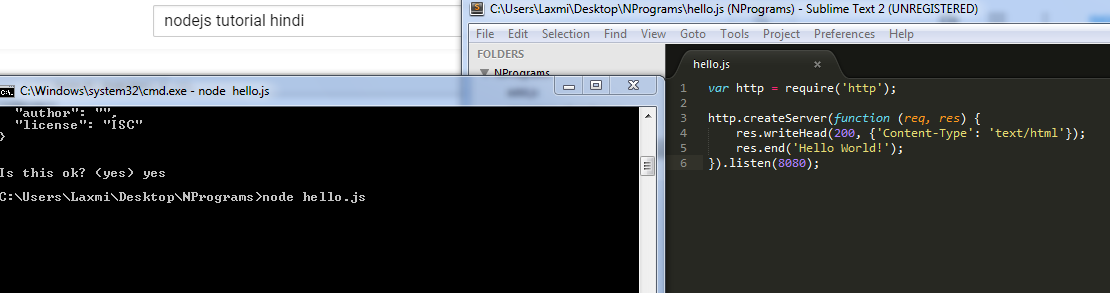 nodejs tutorial hindi
C:\Users\Laxmi\Desktop\NPrograms\hello.js (NPrograms) - Sublime Text 2 (UNREGISTERED)
File Edit Selection Find View Goto Tools Project Preferences Help
FOLDERS
NPrograms
hello.js
1 var http = require('http');
2
3 http.createServer(function (req, res) {
4 res.writeHead(200, {'Content-Type': 'text/html'});
5 res.end('Hello World!');
6 }).listen(8080);
C:\Windows\system32\cmd.exe - node hello.js
"author": "",
"license": "ISC"
}
Is this ok? (yes) yes
C:\Users\Laxmi\Desktop\NPrograms>node hello.js